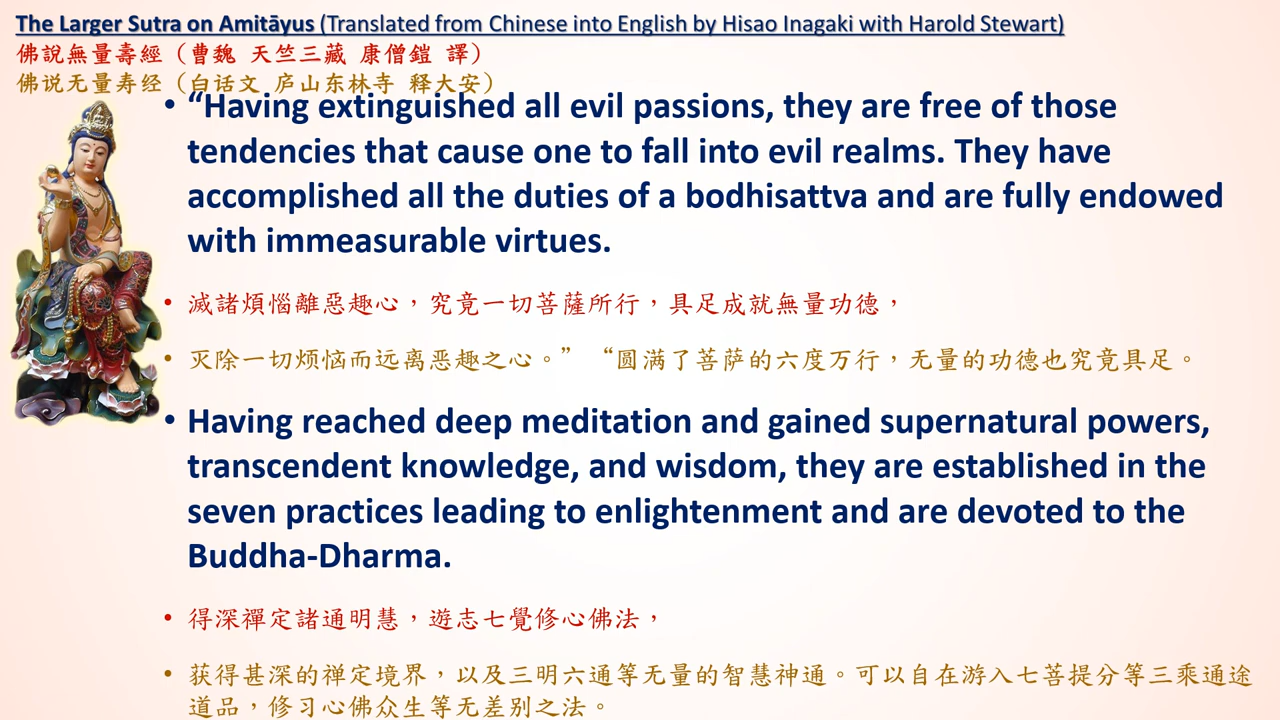 The Larger Sutra on Amitāyus (Translated from Chinese into English by Hisao Inagaki with Harold Stewart)
佛說無量壽經（曹魏 天竺三藏 康僧鎧 譯）
佛说无量寿经（白话文 庐山东林寺 释大安）
• “Having extinguished all evil passions, they are free of those
tendencies that cause one to fall into evil realms. They have
accomplished all the duties of a bodhisattva and are fully endowed
with immeasurable virtues.
• 滅諸煩惱離惡趣心，究竟一切菩薩所行，具足成就無量功德，
• 灭除一切烦恼而远离恶趣之心。”“圆满了菩萨的六度万行，无量的功德也究竟具足。
• Having reached deep meditation and gained supernatural powers,
transcendent knowledge, and wisdom, they are established in the
seven practices leading to enlightenment and are devoted to the
Buddha-Dharma.
• 得深禪定諸通明慧，遊志七覺修心佛法，
• 获得甚深的禅定境界，以及三明六通等无量的智慧神通。可以自在游入七菩提分等三乘通途
道品，修习心佛众生等无差别之法。